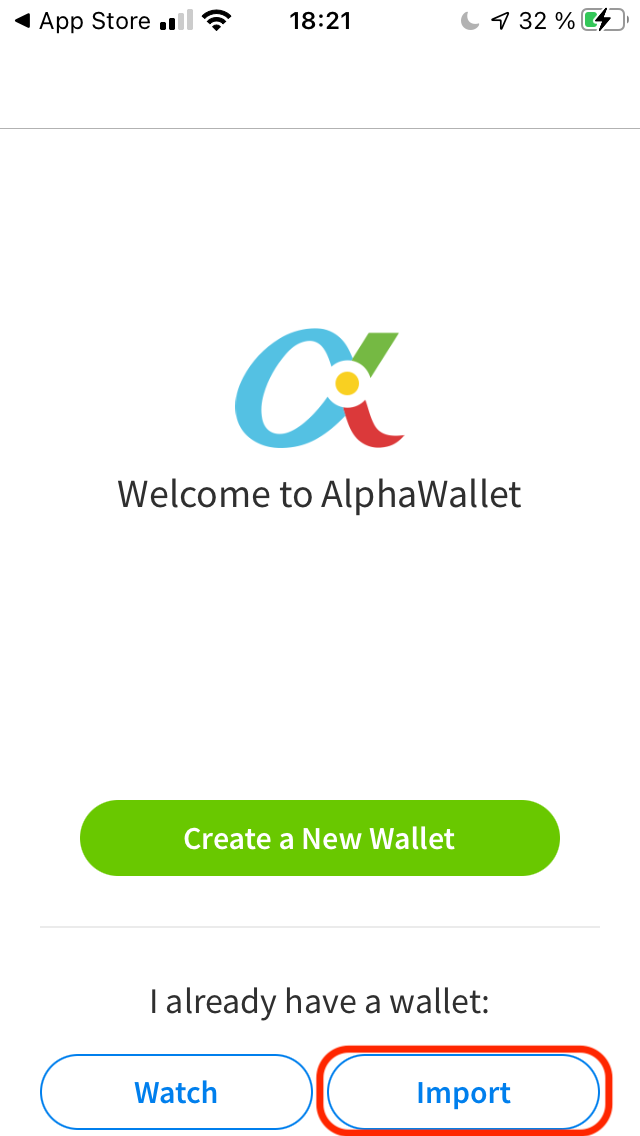 ◀ App Store 18:21 32 %
Welcome to AlphaWallet
Create a New Wallet
I already have a wallet:
Watch Import